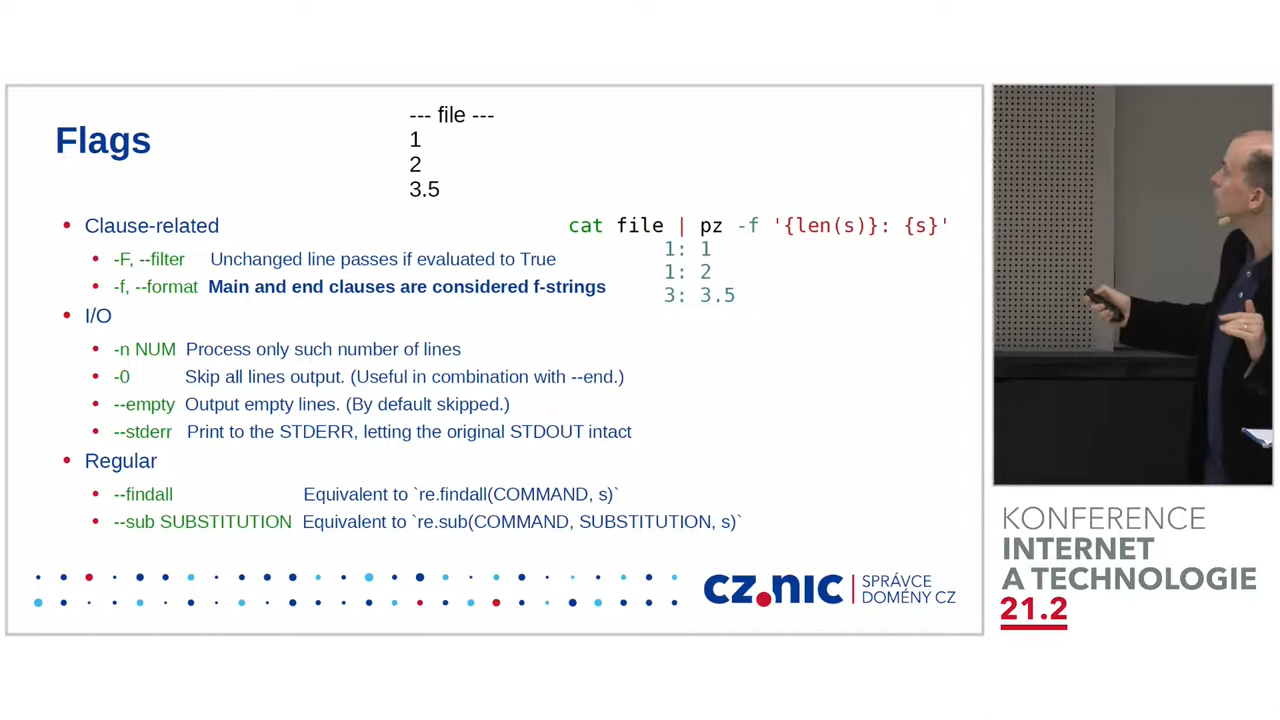 Flags
--- file ---
1
2
3.5
• Clause-related
• -F, --filter Unchanged line passes if evaluated to True
• -f, --format Main and end clauses are considered f-strings
cat file | pz -f '{len(s)}: {s}'
1: 1
1: 2
3: 3.5
• I/O
• -n NUM Process only such number of lines
• -0 Skip all lines output. (Useful in combination with --end.)
• --empty Output empty lines. (By default skipped.)
• --stderr Print to the STDERR, letting the original STDOUT intact
• Regular
• --findall Equivalent to `re.findall(COMMAND, s)`
• --sub SUBSTITUTION Equivalent to `re.sub(COMMAND, SUBSTITUTION, s)`
cz.nic
SPRÁVCE
DOMÉNY CZ
KONFERENCE
INTERNET
A TECHNOLOGIE
21.2